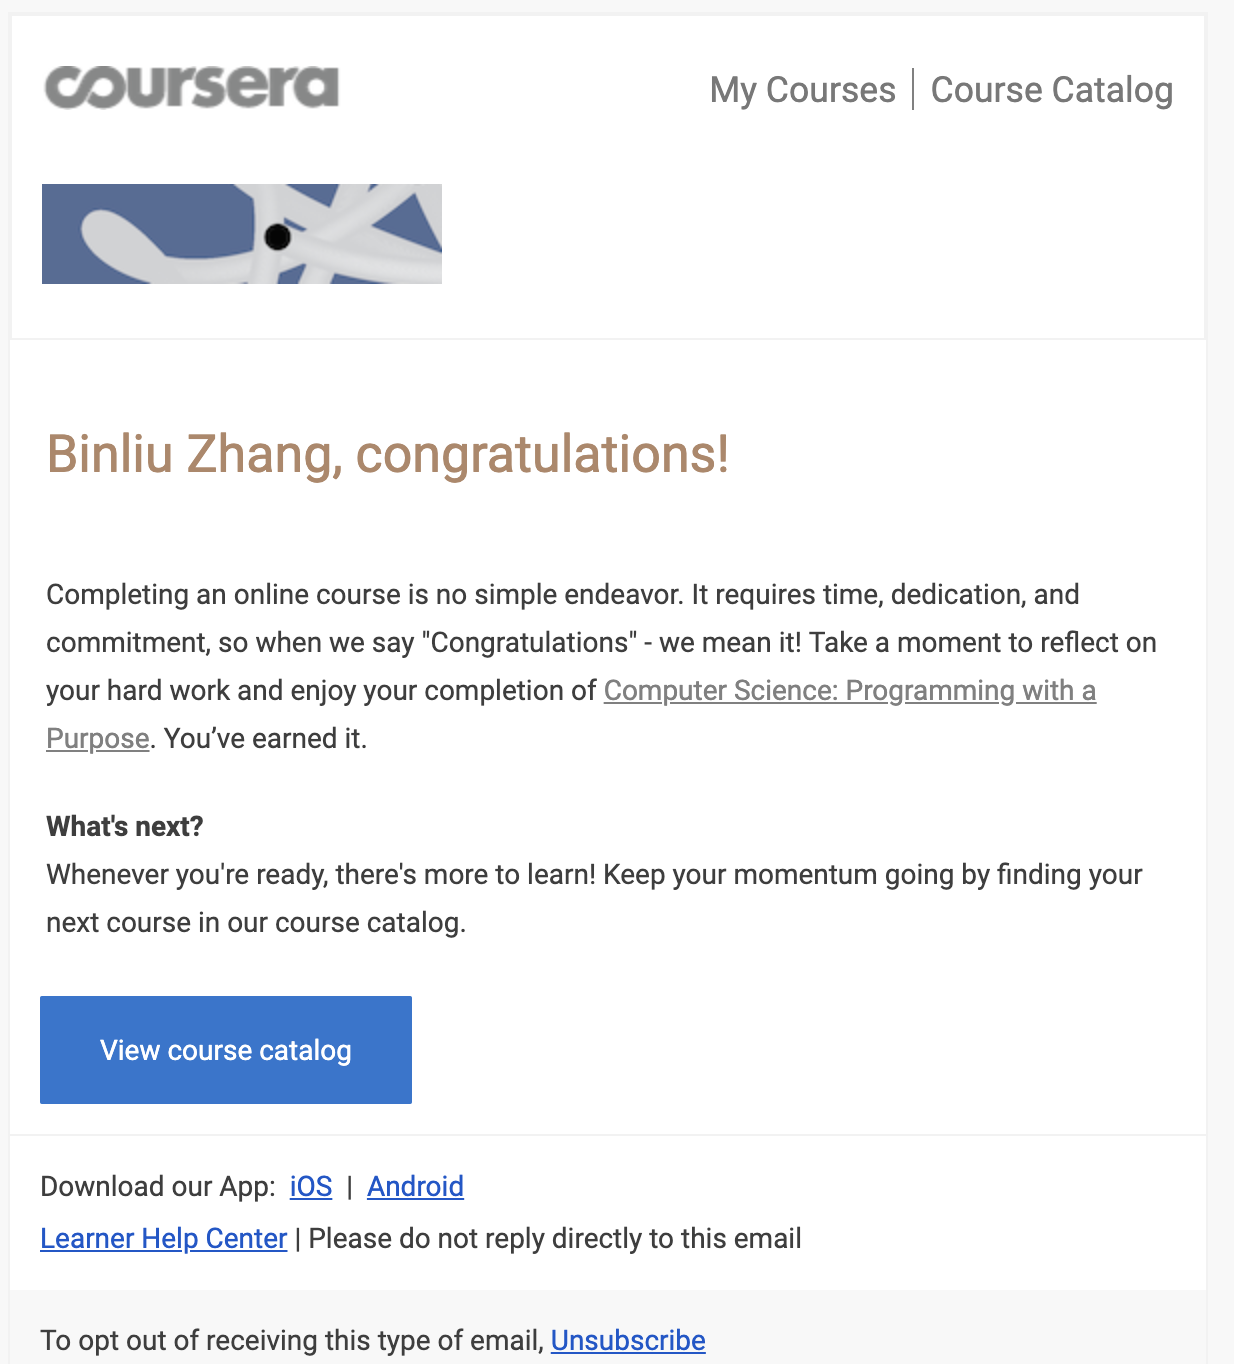 coursera
My Courses | Course Catalog
Binliu Zhang, congratulations!
Completing an online course is no simple endeavor. It requires time, dedication, and
commitment, so when we say "Congratulations" - we mean it! Take a moment to reflect on
your hard work and enjoy your completion of Computer Science: Programming with a
Purpose. You’ve earned it.
What's next?
Whenever you're ready, there's more to learn! Keep your momentum going by finding your
next course in our course catalog.
View course catalog
Download our App: iOS | Android
Learner Help Center | Please do not reply directly to this email
To opt out of receiving this type of email, Unsubscribe